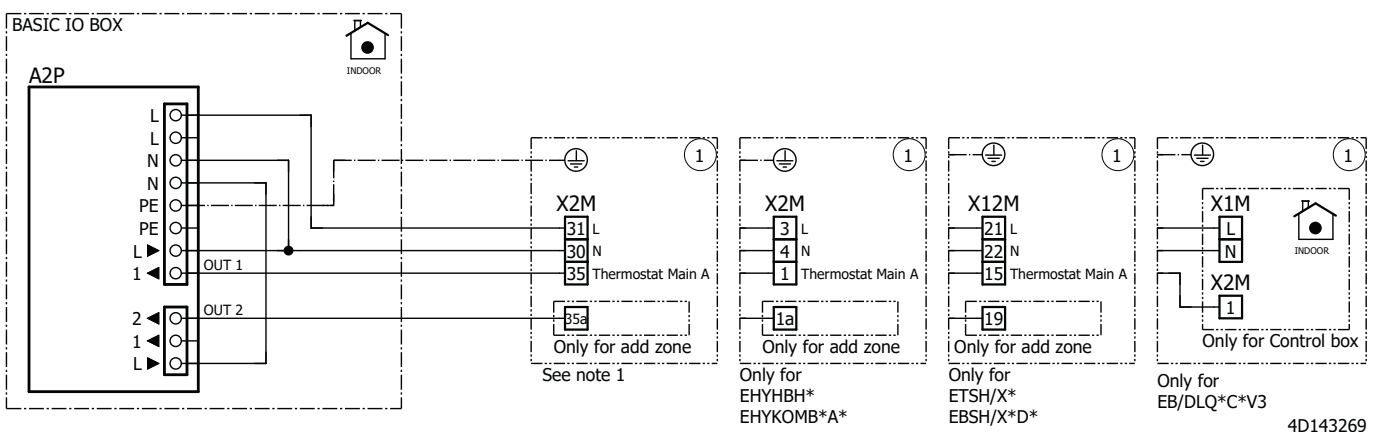 BASIC IO BOX
INDOOR
A2P
L
L
N
N
PE
PE
L ▶
1 ◀ OUT 1
2 ◀ OUT 2
1 ◀
L ▶
1
X2M
31 L
30 N
35 Thermostat Main A
35a
Only for add zone
See note 1
1
X2M
3 L
4 N
1 Thermostat Main A
1a
Only for add zone
Only for
EHYHBH*
EHYKOMB*A*
1
X12M
21 L
22 N
15 Thermostat Main A
19
Only for add zone
Only for
ETSH/X*
EBSH/X*D*
1
X1M
L
N
INDOOR
X2M
1
Only for Control box
Only for
EB/DLQ*C*V3
4D143269